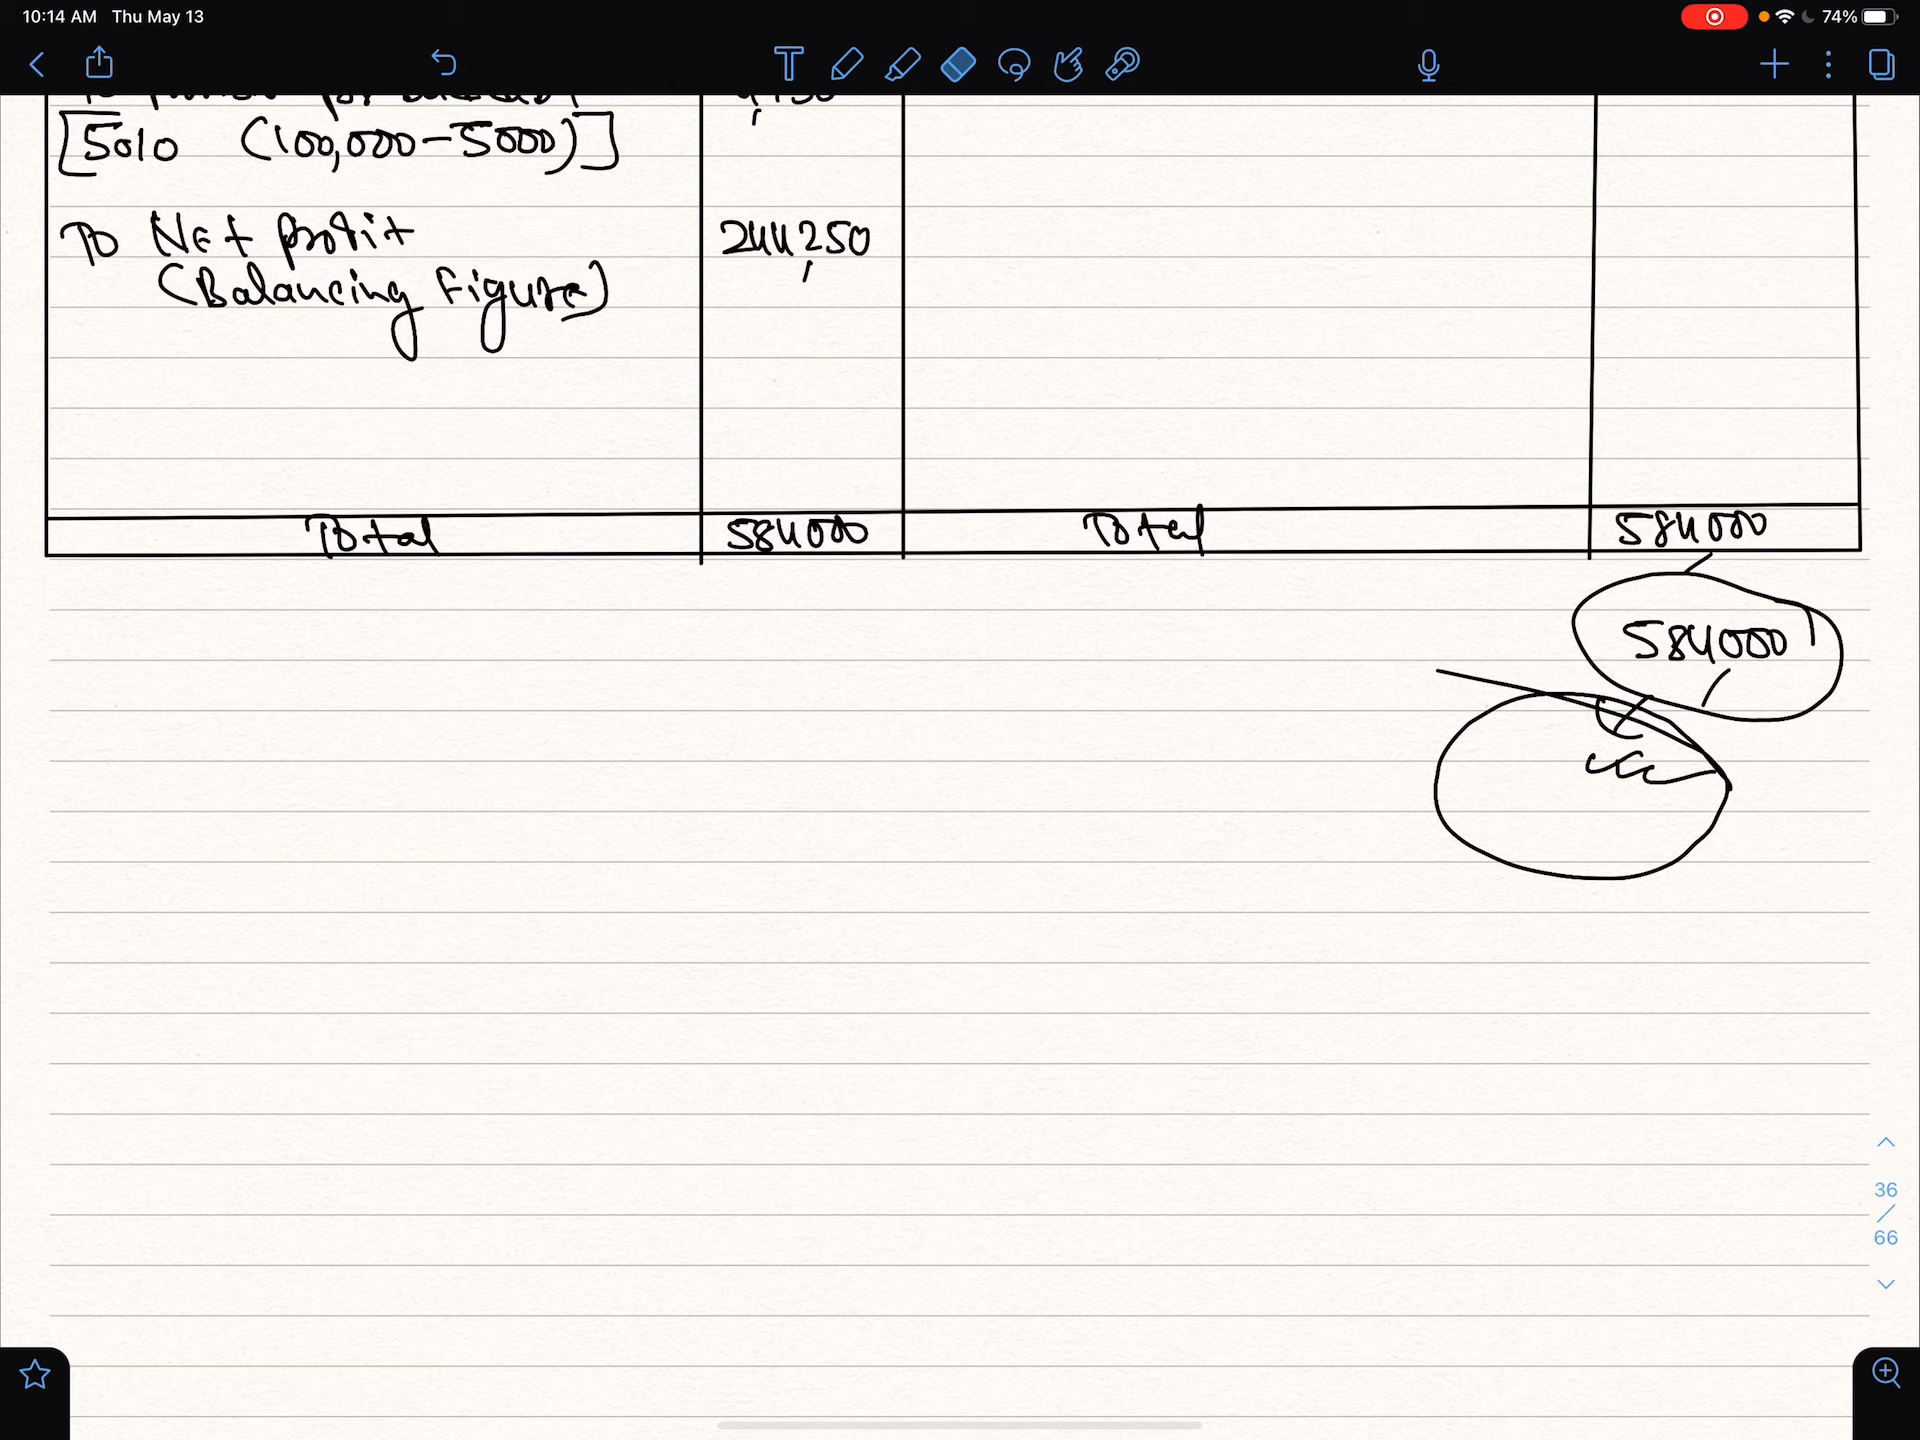 10:14 AM Thu May 13
74%
[5010 (100,000-5000)]
To Net profit 244,250
(Balancing Figure)
Total 584000 Total 584000
584000
36
/
66